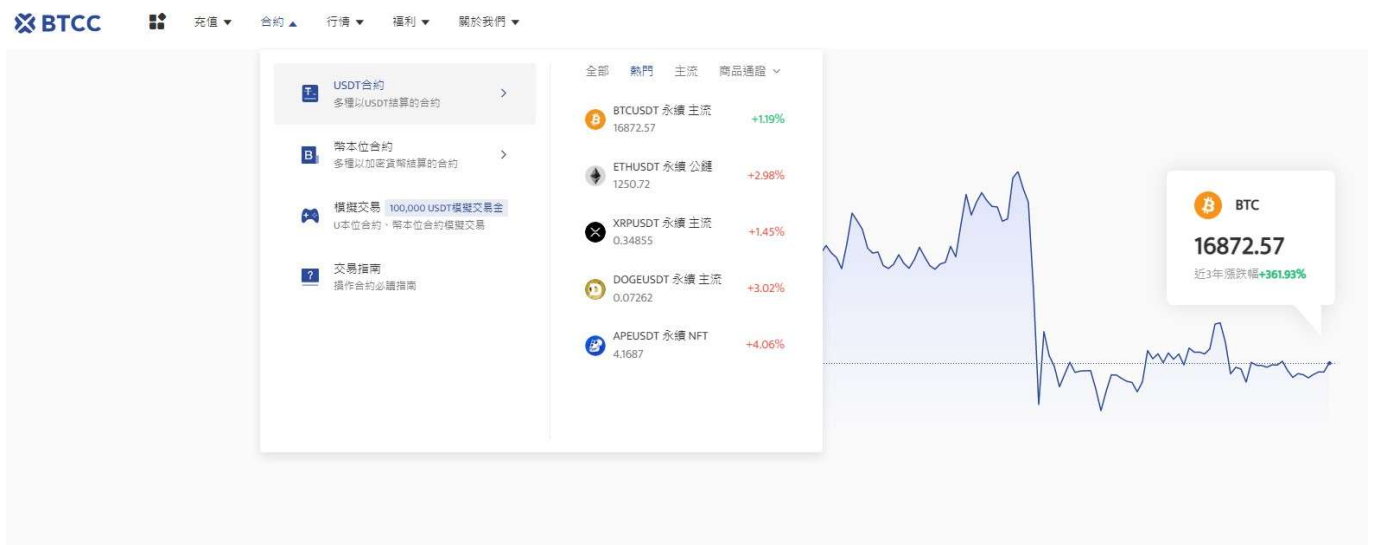 BTCC
充值 ▼
合約 ▲
行情 ▼
福利 ▼
關於我們 ▼
USDT合約
多種以USDT結算的合約
幣本位合約
多種以加密貨幣結算的合約
模擬交易 100,000 USDT模擬交易金
U本位合約、幣本位合約模擬交易
交易指南
操作合約必讀指南
全部 熱門 主流 商品通證
BTCUSDT 永續 主流
16872.57
+1.19%
ETHUSDT 永續 公鏈
1250.72
+2.98%
XRPUSDT 永續 主流
0.34855
+1.45%
DOGEUSDT 永續 主流
0.07262
+3.02%
APEUSDT 永續 NFT
4.1687
+4.06%
BTC
16872.57
近3年漲跌幅+361.93%